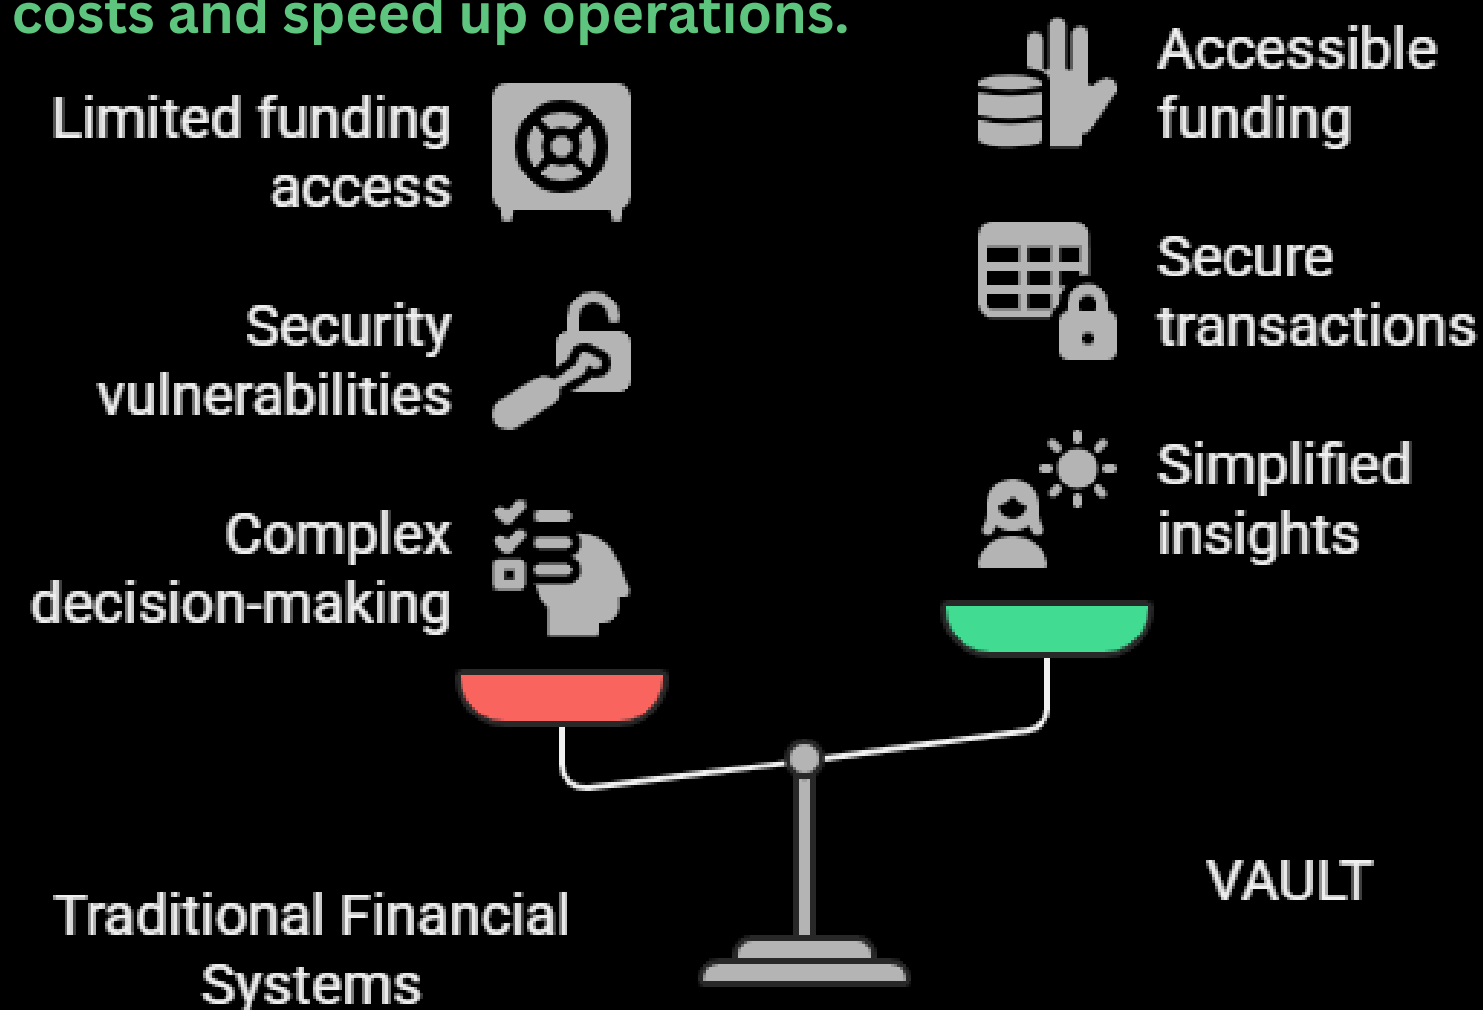 costs and speed up operations.
Limited funding
access
Security
vulnerabilities
Complex
decision-making
Accessible
funding
Secure
transactions
Simplified
insights
Traditional Financial
Systems
VAULT